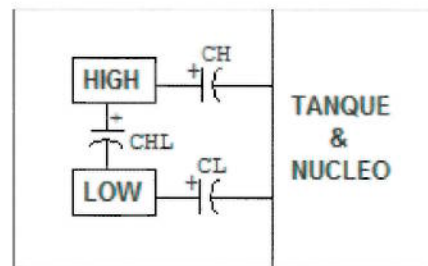 CH
+
HIGH
TANQUE
&
NUCLEO
+
CHL
CL
+
LOW